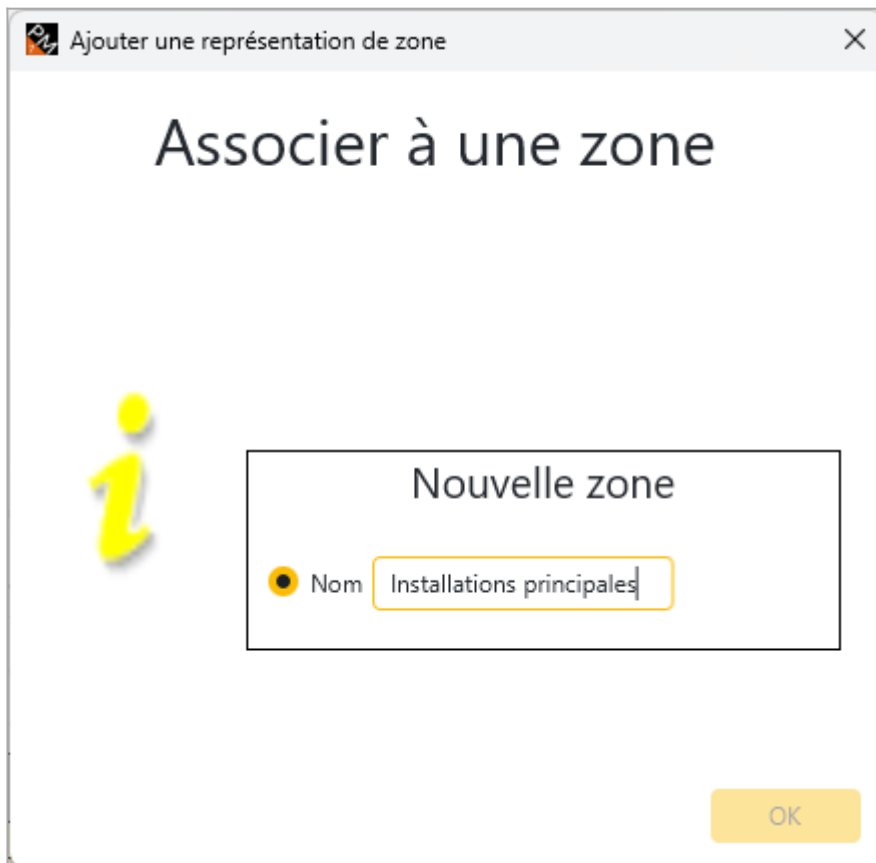 Ajouter une représentation de zone
Associer à une zone
Nouvelle zone
Nom Installations principales
OK